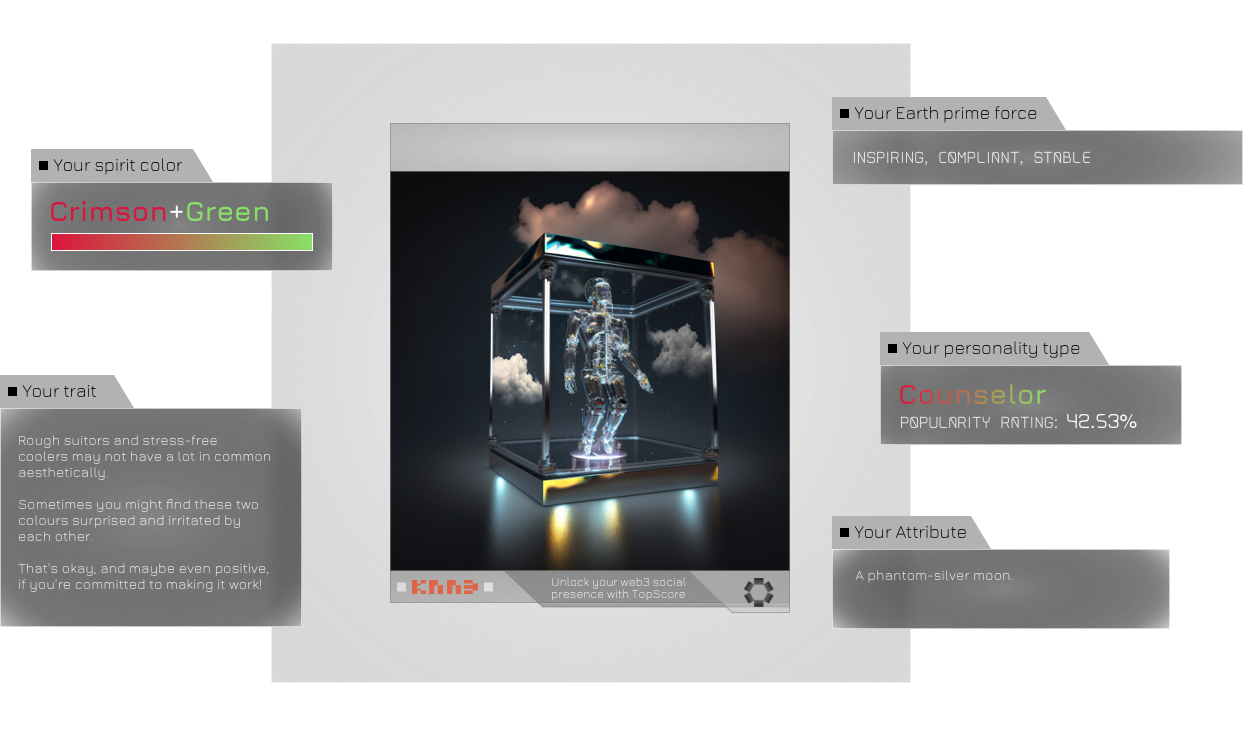 Your Earth prime force
INSPIRING, COMPLIANT, STABLE
Your spirit color
Crimson+Green
Your personality type
Counselor
POPULARITY RATING: 42.53%
Your trait
Rough suitors and stress-free
coolers may not have a lot in common
aesthetically.
Sometimes you might find these two
colours surprised and irritated by
each other.
That's okay, and maybe even positive,
if you're committed to making it work!
Your Attribute
A phantom-silver moon.
KNN3
Unlock your web3 social
presence with TopScore